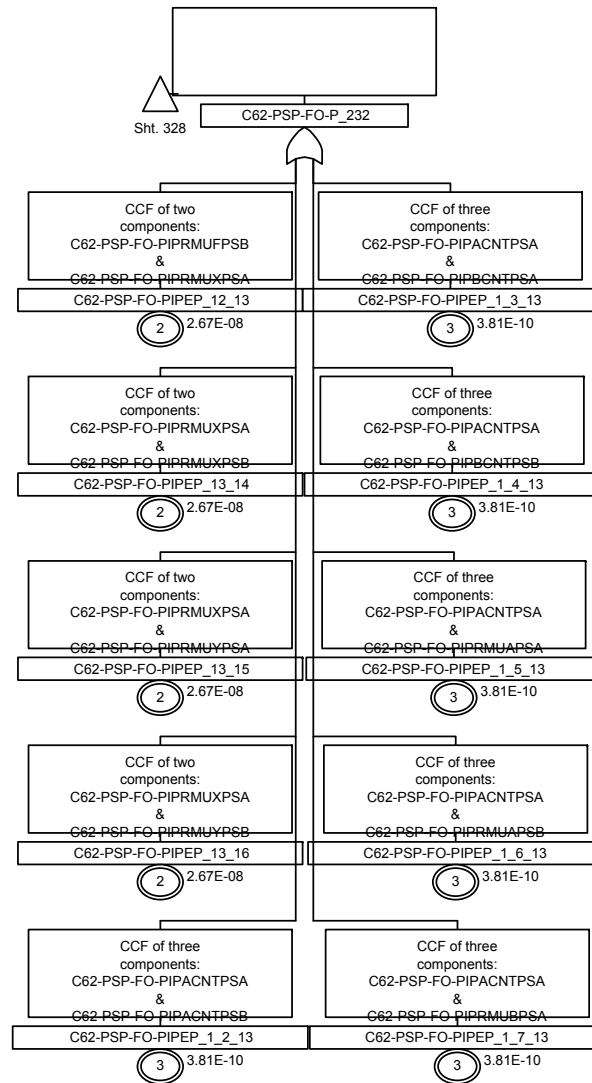 Sht. 328
C62-PSP-FO-P_232
CCF of two
components:
C62-PSP-FO-PIPRMUFPSB
&
C62-PSP-FO-PIPRMUXPSA
C62-PSP-FO-PIPEP_12_13
2
2.67E-08
CCF of three
components:
C62-PSP-FO-PIPACNTPSA
&
C62-PSP-FO-PIPBCNTPSA
C62-PSP-FO-PIPEP_1_3_13
3
3.81E-10
CCF of two
components:
C62-PSP-FO-PIPRMUXPSA
&
C62-PSP-FO-PIPRMUXPSB
C62-PSP-FO-PIPEP_13_14
2
2.67E-08
CCF of three
components:
C62-PSP-FO-PIPACNTPSA
&
C62-PSP-FO-PIPBCNTPSB
C62-PSP-FO-PIPEP_1_4_13
3
3.81E-10
CCF of two
components:
C62-PSP-FO-PIPRMUXPSA
&
C62-PSP-FO-PIPRMUYPSA
C62-PSP-FO-PIPEP_13_15
2
2.67E-08
CCF of three
components:
C62-PSP-FO-PIPACNTPSA
&
C62-PSP-FO-PIPRMUAPSA
C62-PSP-FO-PIPEP_1_5_13
3
3.81E-10
CCF of two
components:
C62-PSP-FO-PIPRMUXPSA
&
C62-PSP-FO-PIPRMUYPSB
C62-PSP-FO-PIPEP_13_16
2
2.67E-08
CCF of three
components:
C62-PSP-FO-PIPACNTPSA
&
C62-PSP-FO-PIPRMUAPSB
C62-PSP-FO-PIPEP_1_6_13
3
3.81E-10
CCF of three
components:
C62-PSP-FO-PIPACNTPSA
&
C62-PSP-FO-PIPACNTPSB
C62-PSP-FO-PIPEP_1_2_13
3
3.81E-10
CCF of three
components:
C62-PSP-FO-PIPACNTPSA
&
C62-PSP-FO-PIPRMUBPSA
C62-PSP-FO-PIPEP_1_7_13
3
3.81E-10